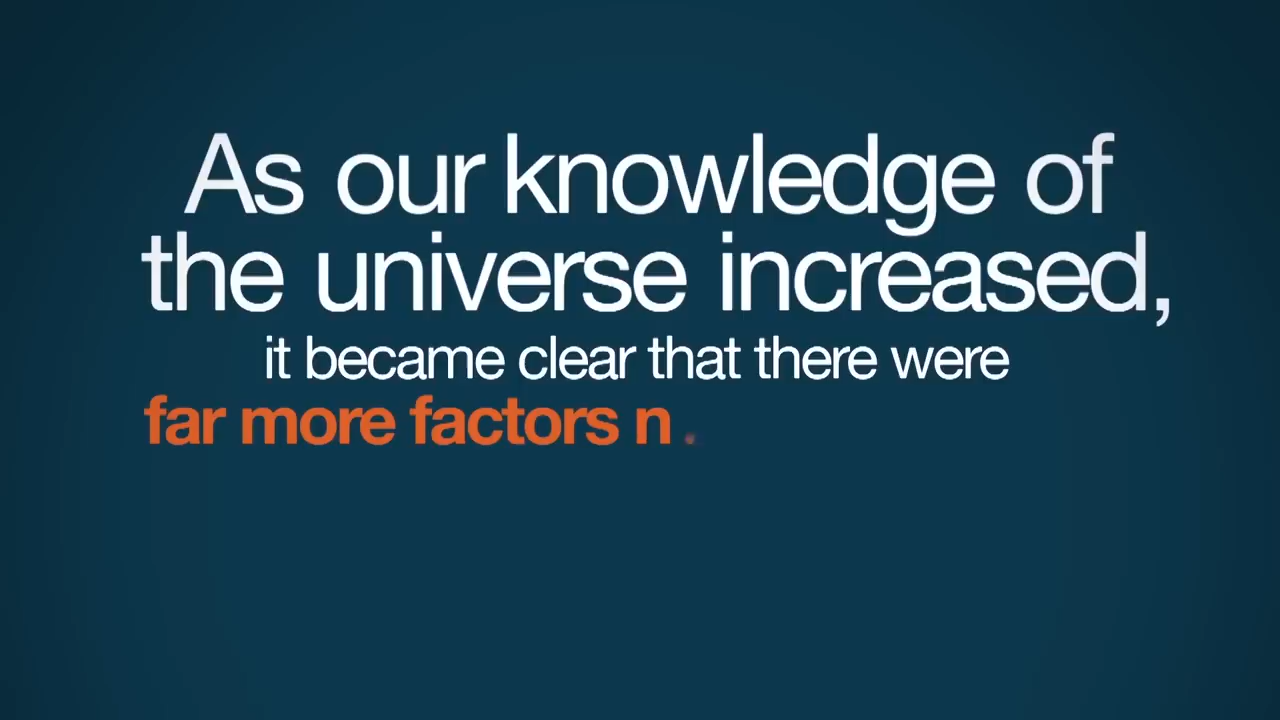 As our knowledge of
the universe increased,
it became clear that there were
far more factors n .